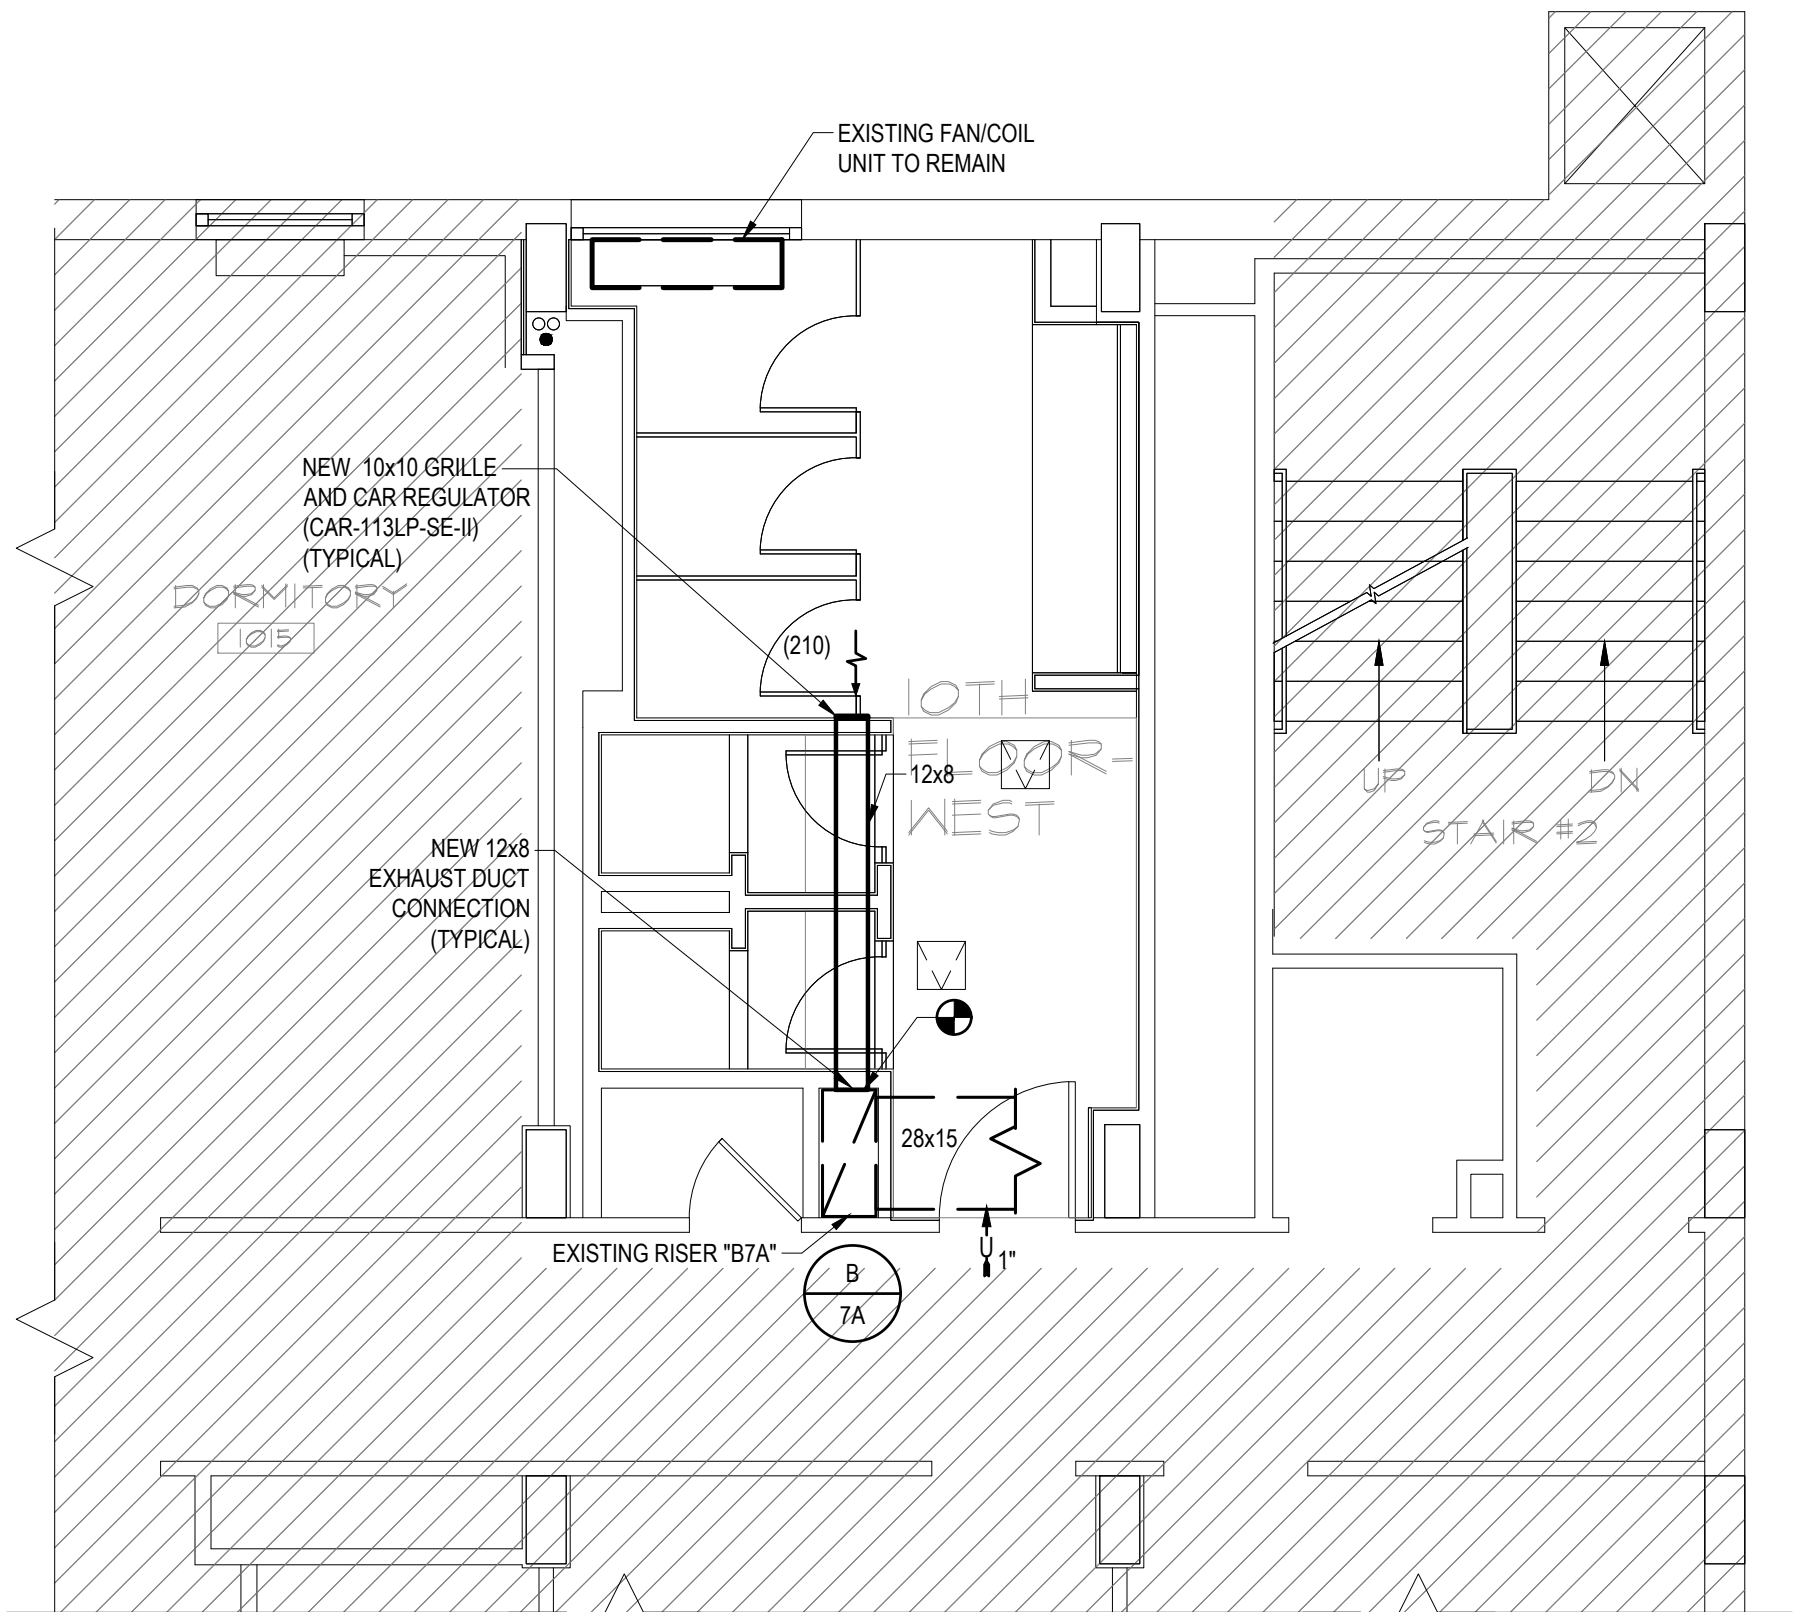 EXISTING FAN/COIL
UNIT TO REMAIN
NEW 10x10 GRILLE
AND CAR REGULATOR
(CAR-113LP-SE-II)
(TYPICAL)
DORMITORY
1015
(210)
10TH
FLOOR-
WEST
12x8
UP
DN
STAIR #2
NEW 12x8
EXHAUST DUCT
CONNECTION
(TYPICAL)
28x15
EXISTING RISER "B7A"
U 1"
B
7A